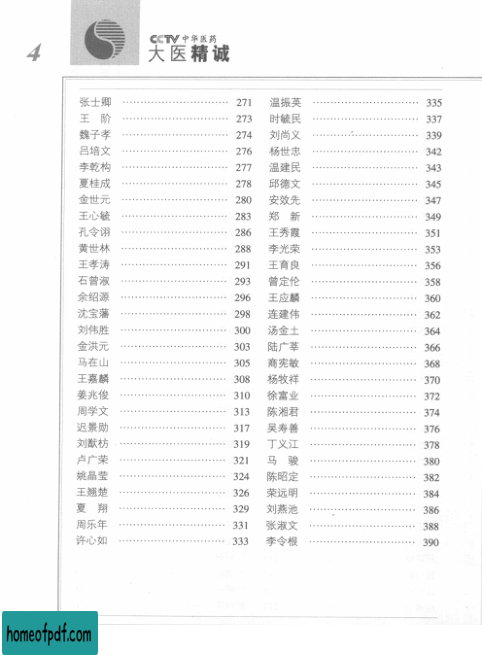 4
CCTV 中华医药
大医精诚
张士卿 271
王 阶 273
魏子孝 274
吕培文 276
李乾构 277
夏桂成 278
金世元 280
王心毓 283
孔令诩 286
黄世林 288
王孝涛 291
石曾淑 293
余绍源 296
沈宝藩 298
刘伟胜 300
金洪元 303
马在山 305
王嘉麟 308
姜兆俊 310
周学文 313
迟景勋 317
刘猷枋 319
卢广荣 321
姚晶莹 324
王翘楚 326
夏 翔 329
周乐年 331
许心如 333
温振英 335
时毓民 337
刘尚义 339
杨世忠 342
温建民 343
邱德文 345
安效先 347
郑 新 349
王秀霞 351
李光荣 353
王育良 356
曾定伦 358
王应麟 360
连建伟 362
汤金土 364
陆广莘 366
商宪敏 368
杨牧祥 370
徐富业 372
陈湘君 374
吴寿善 376
丁义江 378
马 骏 380
陈昭定 382
荣远明 384
刘燕池 386
张淑文 388
李令根 390
homeofpdf.com